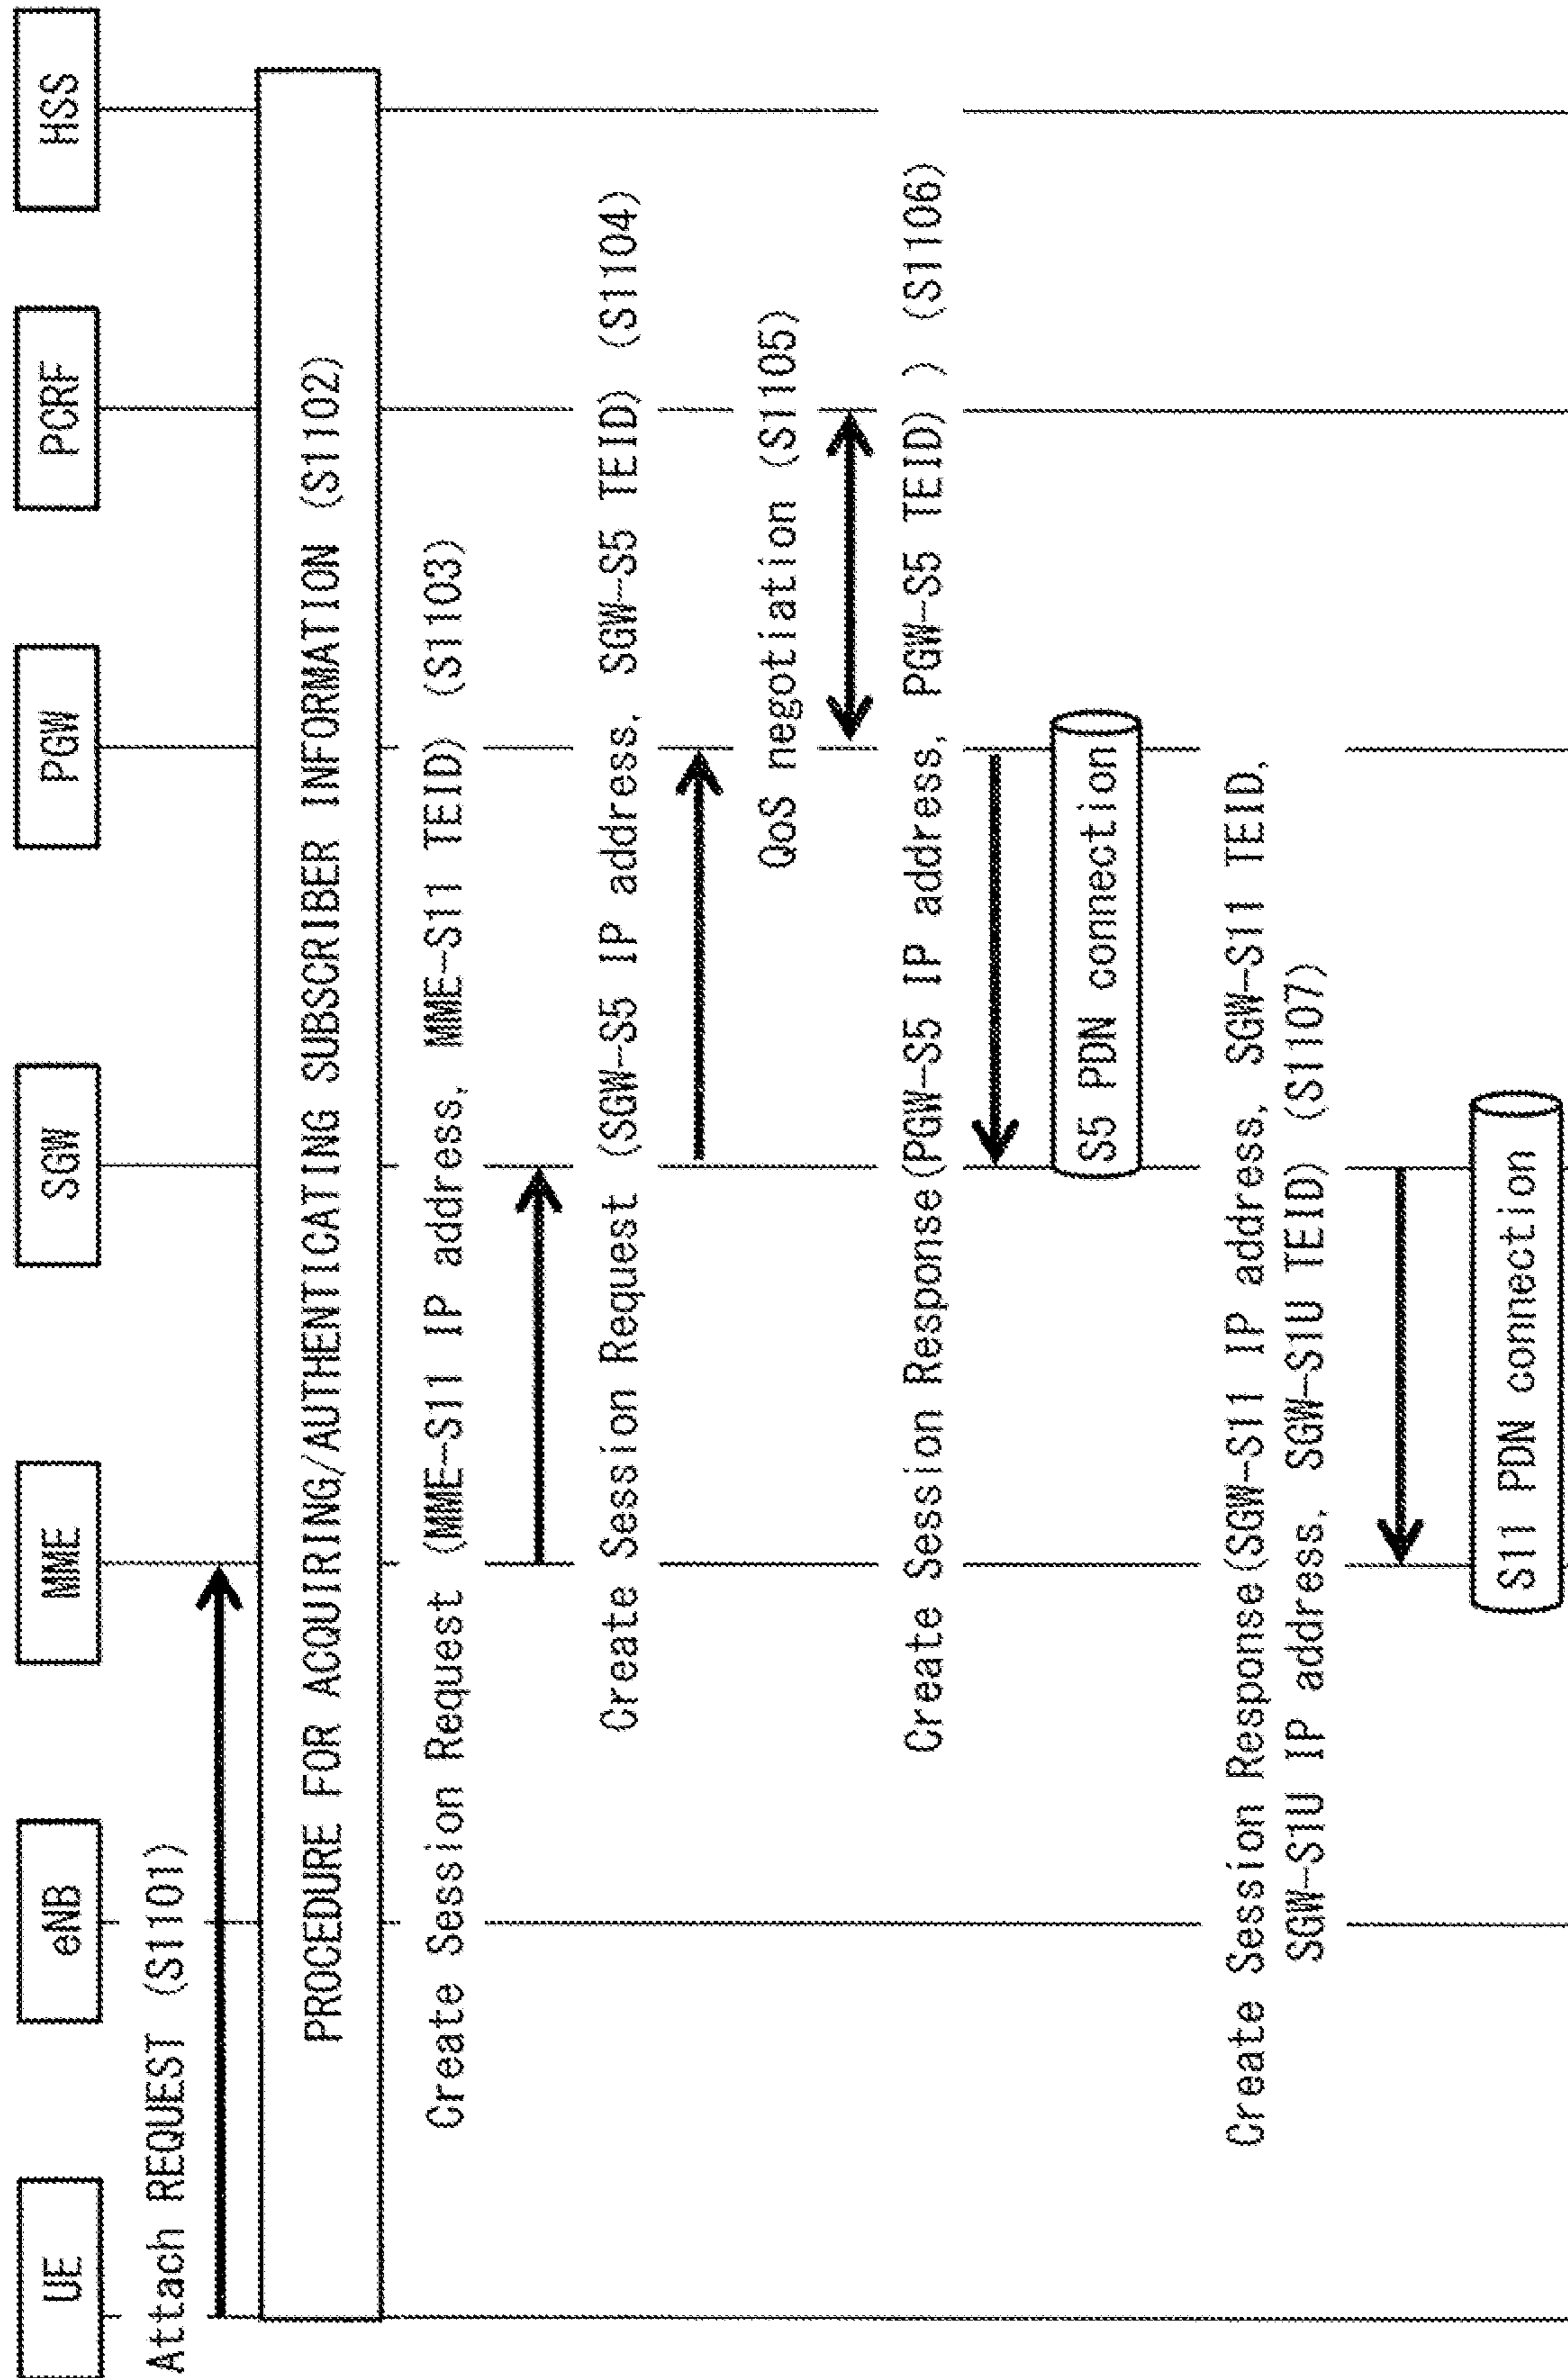 UE
eNB
MME
SGW
PGW
PCRF
HSS
Attach REQUEST (S1101)
PROCEDURE FOR ACQUIRING/AUTHENTICATING SUBSCRIBER INFORMATION (S1102)
Create Session Request (MME-S11 IP address, MME-S11 TEID) (S1103)
Create Session Request (SGW-S5 IP address, SGW-S5 TEID) (S1104)
QoS negotiation (S1105)
Create Session Response(PGW-S5 IP address, PGW-S5 TEID) ) (S1106)
S5 PDN connection
Create Session Response(SGW-S11 IP address, SGW-S11 TEID,
SGW-S1U IP address, SGW-S1U TEID) (S1107)
S11 PDN connection